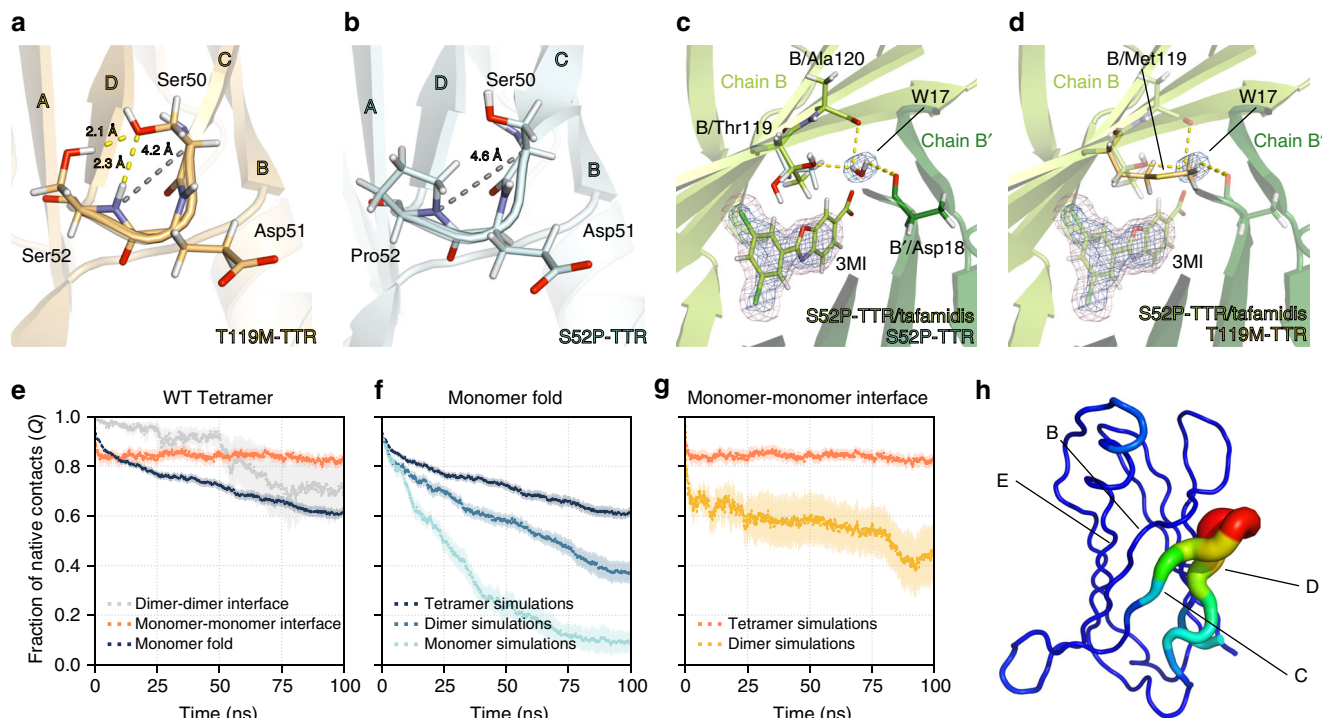 a
A
D
C
Ser50
2.1 Å
2.3 Å
4.2 Å
B
Ser52
Asp51
T119M-TTR
b
A
D
Ser50
C
4.6 Å
B
Pro52
Asp51
S52P-TTR
c
B/Ala120
Chain B
W17
B/Thr119
Chain B′
3MI
B′/Asp18
S52P-TTR/tafamidis
S52P-TTR
d
B/Met119
Chain B
W17
Chain B′
3MI
S52P-TTR/tafamidis
T119M-TTR
e
WT Tetramer
Fraction of native contacts (Q)
1.0
0.8
0.6
0.4
0.2
0.0
Dimer-dimer interface
Monomer-monomer interface
Monomer fold
0 25 50 75 100
Time (ns)
f
Monomer fold
Tetramer simulations
Dimer simulations
Monomer simulations
0 25 50 75 100
Time (ns)
g
Monomer-monomer interface
Tetramer simulations
Dimer simulations
0 25 50 75 100
Time (ns)
h
B
E
D
C